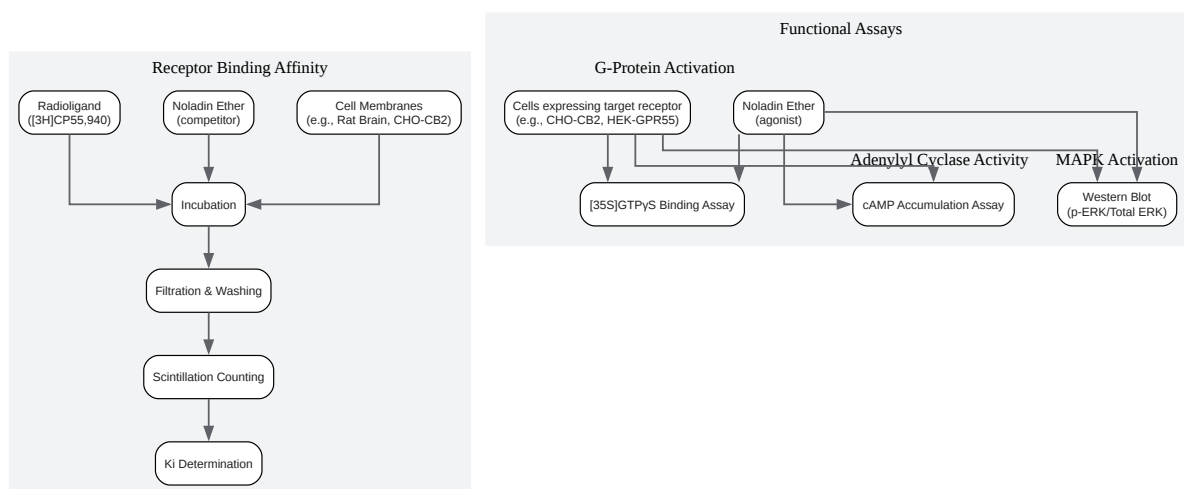 Receptor Binding Affinity
Radioligand
([3H]CP55,940)
Noladin Ether
(competitor)
Cell Membranes
(e.g., Rat Brain, CHO-CB2)
Incubation
Filtration & Washing
Scintillation Counting
Ki Determination
Functional Assays
G-Protein Activation
Cells expressing target receptor
(e.g., CHO-CB2, HEK-GPR55)
Noladin Ether
(agonist)
Adenylyl Cyclase Activity
MAPK Activation
[35S]GTPγS Binding Assay
cAMP Accumulation Assay
Western Blot
(p-ERK/Total ERK)